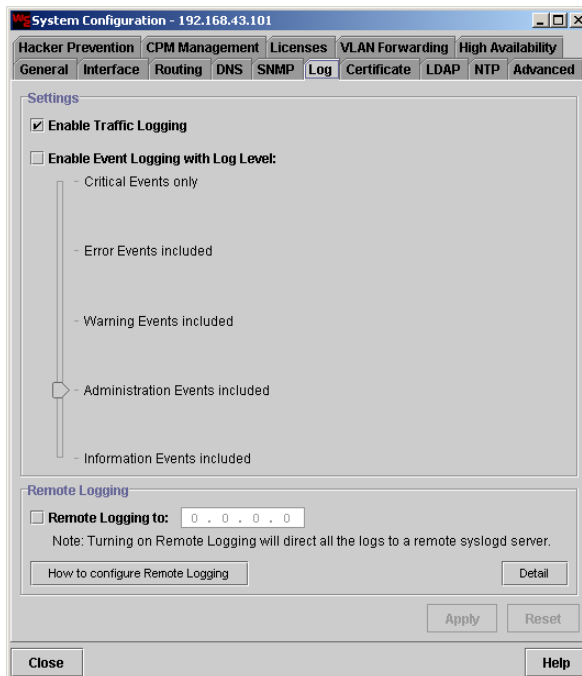 WG System Configuration - 192.168.43.101
Hacker Prevention CPM Management Licenses VLAN Forwarding High Availability
General Interface Routing DNS SNMP Log Certificate LDAP NTP Advanced
Settings
Enable Traffic Logging
Enable Event Logging with Log Level:
Critical Events only
Error Events included
Warning Events included
Administration Events included
Information Events included
Remote Logging
Remote Logging to: 0 . 0 . 0 . 0
Note: Turning on Remote Logging will direct all the logs to a remote syslogd server.
How to configure Remote Logging Detail
Apply Reset
Close Help